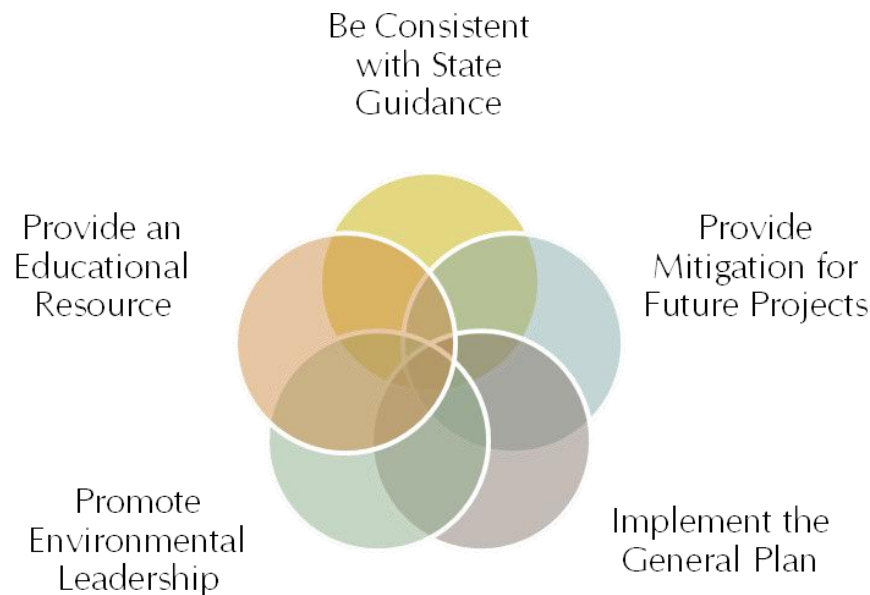 Be Consistent
with State
Guidance
Provide an
Educational
Resource
Provide
Mitigation for
Future Projects
Promote
Environmental
Leadership
Implement the
General Plan